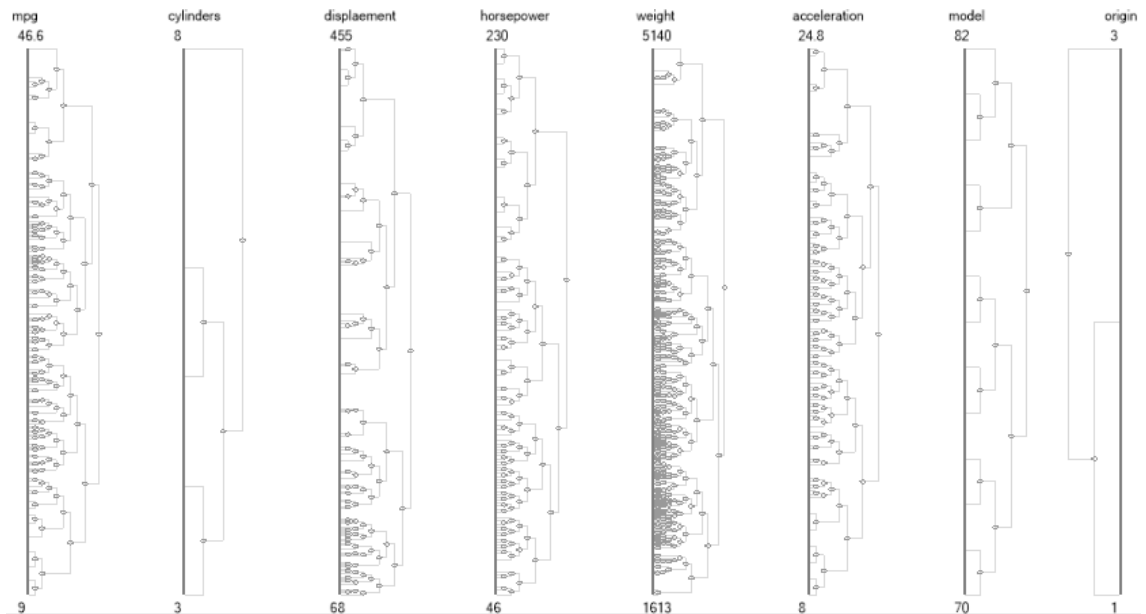 mpg cylinders displaement horsepower weight acceleration model origin
46.6 8 455 230 5140 24.8 82 3
9 3 68 46 1613 8 70 1